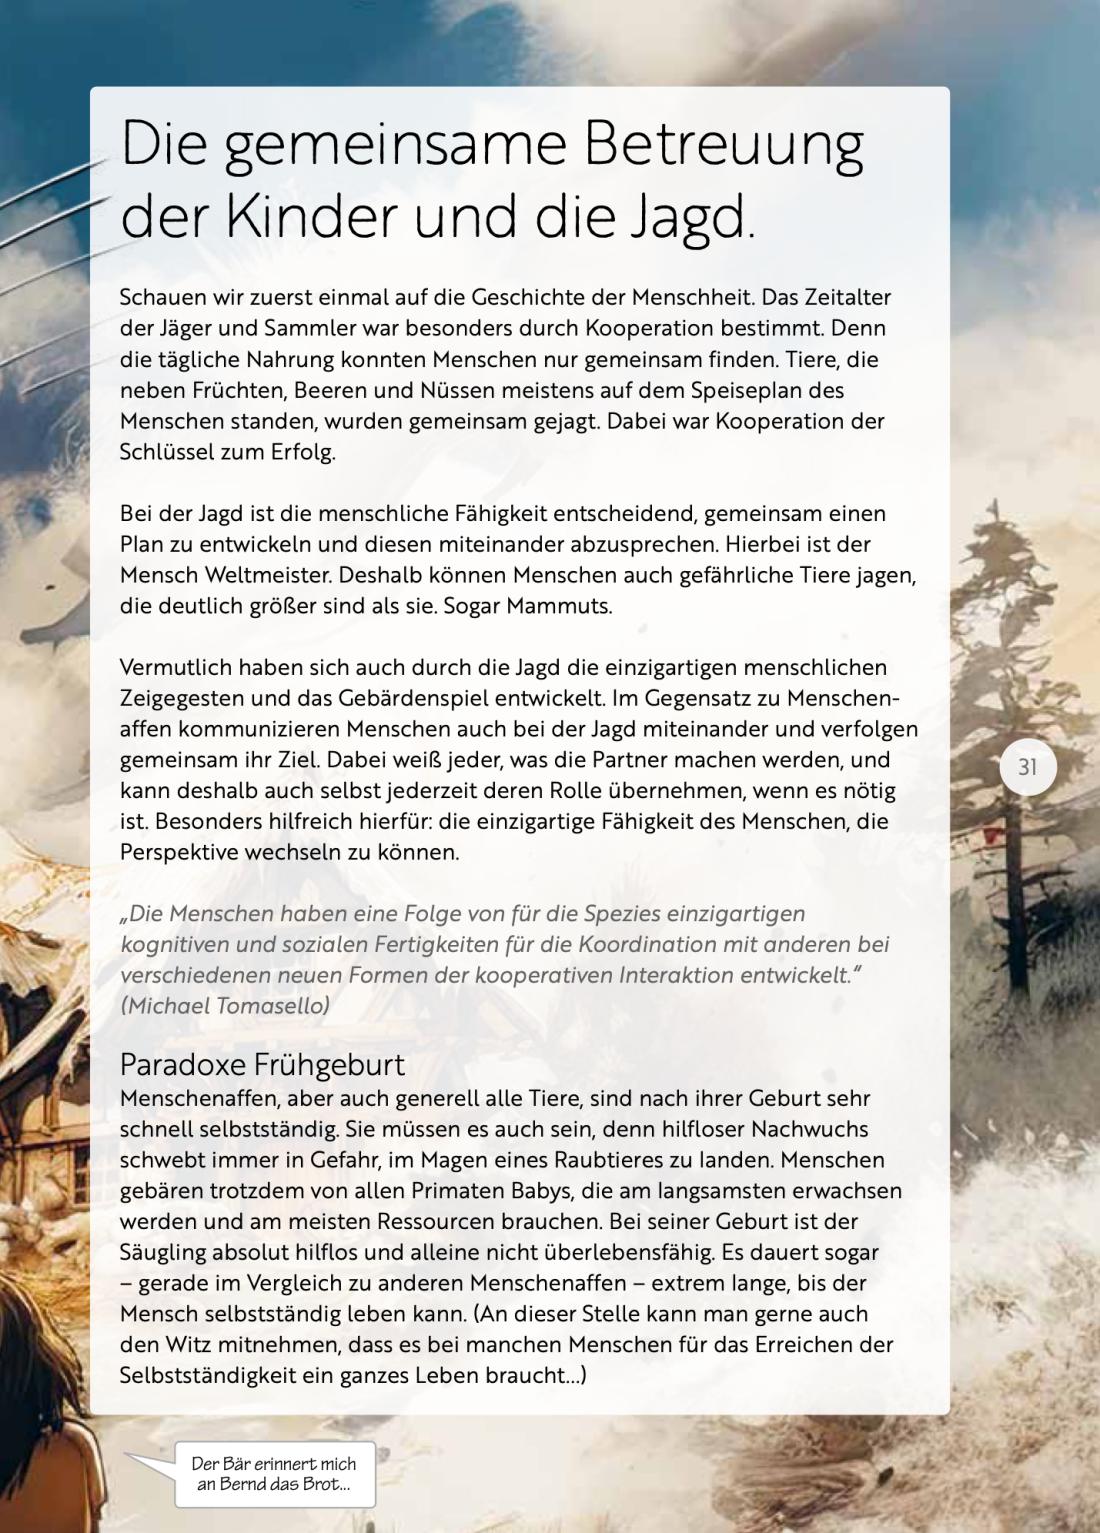 Die gemeinsame Betreuung
der Kinder und die Jagd.
Schauen wir zuerst einmal auf die Geschichte der Menschheit. Das Zeitalter
der Jäger und Sammler war besonders durch Kooperation bestimmt. Denn
die tägliche Nahrung konnten Menschen nur gemeinsam finden. Tiere, die
neben Früchten, Beeren und Nüssen meistens auf dem Speiseplan des
Menschen standen, wurden gemeinsam gejagt. Dabei war Kooperation der
Schlüssel zum Erfolg.
Bei der Jagd ist die menschliche Fähigkeit entscheidend, gemeinsam einen
Plan zu entwickeln und diesen miteinander abzusprechen. Hierbei ist der
Mensch Weltmeister. Deshalb können Menschen auch gefährliche Tiere jagen,
die deutlich größer sind als sie. Sogar Mammuts.
Vermutlich haben sich auch durch die Jagd die einzigartigen menschlichen
Zeigegesten und das Gebärdenspiel entwickelt. Im Gegensatz zu Menschen-
affen kommunizieren Menschen auch bei der Jagd miteinander und verfolgen
gemeinsam ihr Ziel. Dabei weiß jeder, was die Partner machen werden, und
kann deshalb auch selbst jederzeit deren Rolle übernehmen, wenn es nötig
ist. Besonders hilfreich hierfür: die einzigartige Fähigkeit des Menschen, die
Perspektive wechseln zu können.
„Die Menschen haben eine Folge von für die Spezies einzigartigen
kognitiven und sozialen Fertigkeiten für die Koordination mit anderen bei
verschiedenen neuen Formen der kooperativen Interaktion entwickelt.“
(Michael Tomasello)
Paradoxe Frühgeburt
Menschenaffen, aber auch generell alle Tiere, sind nach ihrer Geburt sehr
schnell selbstständig. Sie müssen es auch sein, denn hilfloser Nachwuchs
schwebt immer in Gefahr, im Magen eines Raubtieres zu landen. Menschen
gebären trotzdem von allen Primaten Babys, die am langsamsten erwachsen
werden und am meisten Ressourcen brauchen. Bei seiner Geburt ist der
Säugling absolut hilflos und alleine nicht überlebensfähig. Es dauert sogar
– gerade im Vergleich zu anderen Menschenaffen – extrem lange, bis der
Mensch selbstständig leben kann. (An dieser Stelle kann man gerne auch
den Witz mitnehmen, dass es bei manchen Menschen für das Erreichen der
Selbstständigkeit ein ganzes Leben braucht...)
31
Der Bär erinnert mich
an Bernd das Brot...